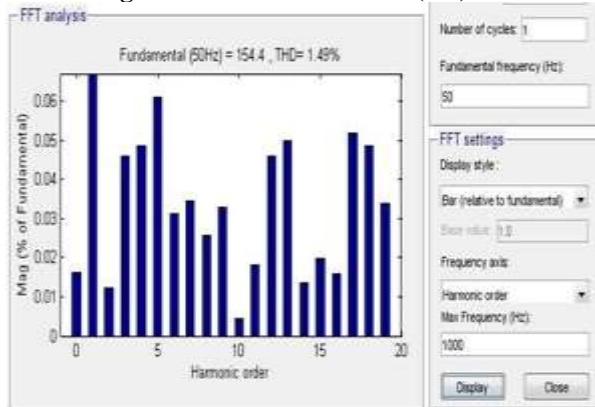 FFT analysis
Fundamental (50Hz) = 154.4 , THD= 1.49%
Mag (% of Fundamental)
0.06
0.05
0.04
0.03
0.02
0.01
0
0
5
10
15
20
Harmonic order
Number of cycles: 1
Fundamental frequency (Hz):
50
FFT settings
Display style :
Bar (relative to fundamental)
Base value: 1.0
Frequency axis:
Harmonic order
Max Frequency (Hz):
1000
Display
Close